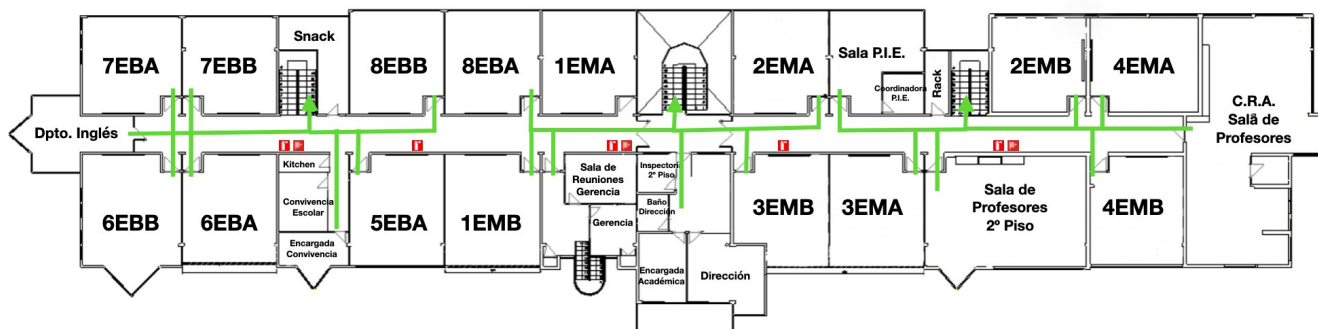 Snack
7EBA
7EBB
8EBB
8EBA
1EMA
2EMA
Sala P.I.E.
Coordinadora
P.I.E.
Rack
2EMB
4EMA
C.R.A.
Salã de
Profesores
Dpto. Inglés
6EBB
6EBA
Kitchen
Convivencia
Escolar
Encargada
Convivencia
5EBA
1EMB
Sala de
Reuniones
Gerencia
Gerencia
Inspectoria
2º Piso
Baño
Dirección
Encargada
Académica
Dirección
3EMB
3EMA
Sala de
Profesores
2º Piso
4EMB